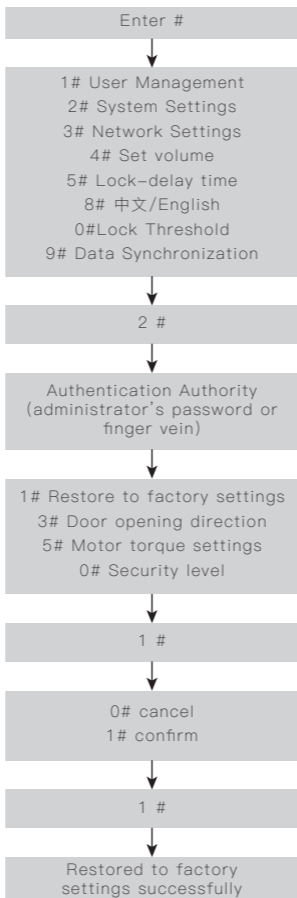 Enter #
1# User Management
2# System Settings
3# Network Settings
4# Set volume
5# Lock-delay time
8# 中文/English
0#Lock Threshold
9# Data Synchronization
2 #
Authentication Authority
(administrator's password or
finger vein)
1# Restore to factory settings
3# Door opening direction
5# Motor torque settings
0# Security level
1 #
0# cancel
1# confirm
1 #
Restored to factory
settings successfully